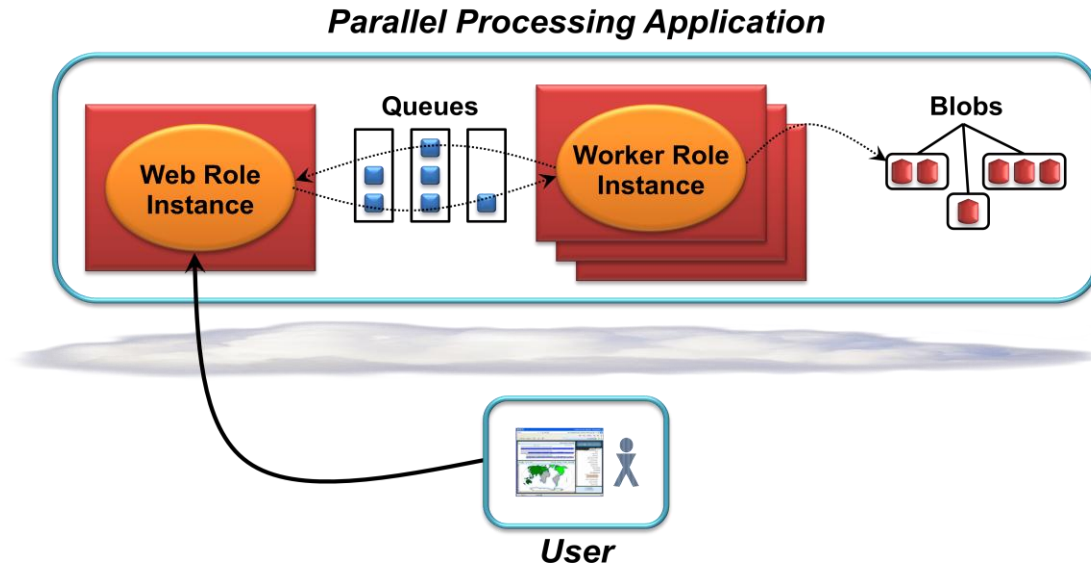 Parallel Processing Application
Queues
Blobs
Web Role
Instance
Worker Role
Instance
User